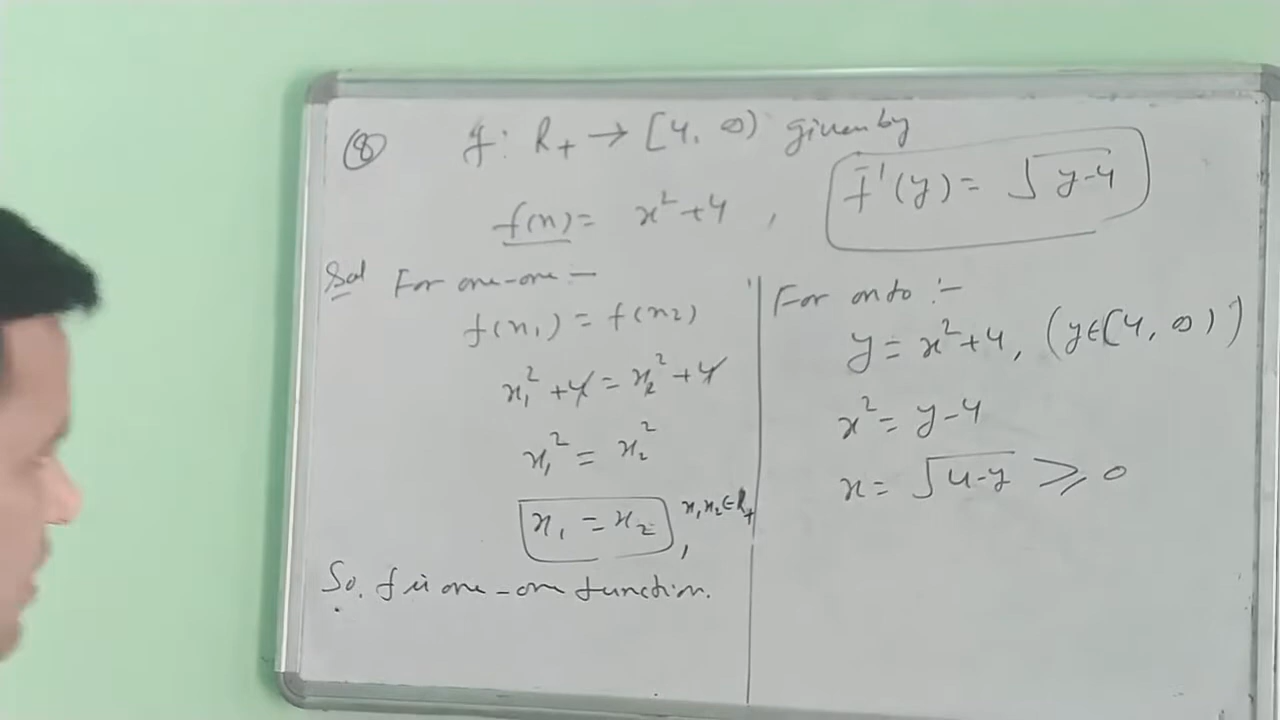 ⑧ f: R₊ → [4, ∞) given by
f(x) = x² + 4 , f⁻¹(y) = √(y-4)
Sol For one-one :-
f(x₁) = f(x₂)
x₁² + 4 = x₂² + 4
x₁² = x₂²
x₁ = x₂ , x₁, x₂ ∈ R₊
So, f is one-one function.
For onto :-
y = x² + 4, (y ∈ [4, ∞))
x² = y - 4
x = √(4-y) ≥ 0